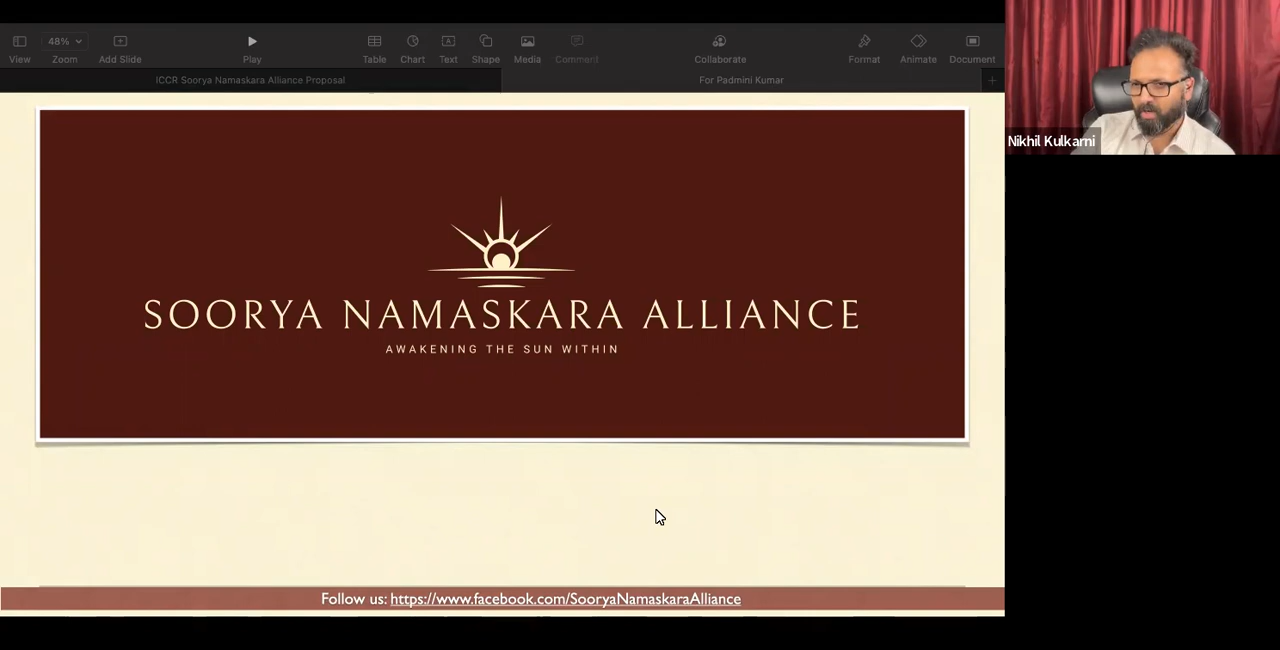 View
48%
Zoom
Add Slide
Play
Table
Chart
Text
Shape
Media
Comment
Collaborate
Format
Animate
Document
ICCR Soorya Namaskara Alliance Proposal
For Padmini Kumar
Nikhil Kulkarni
SOORYA NAMASKARA ALLIANCE
AWAKENING THE SUN WITHIN
Follow us: https://www.facebook.com/SooryaNamaskaraAlliance